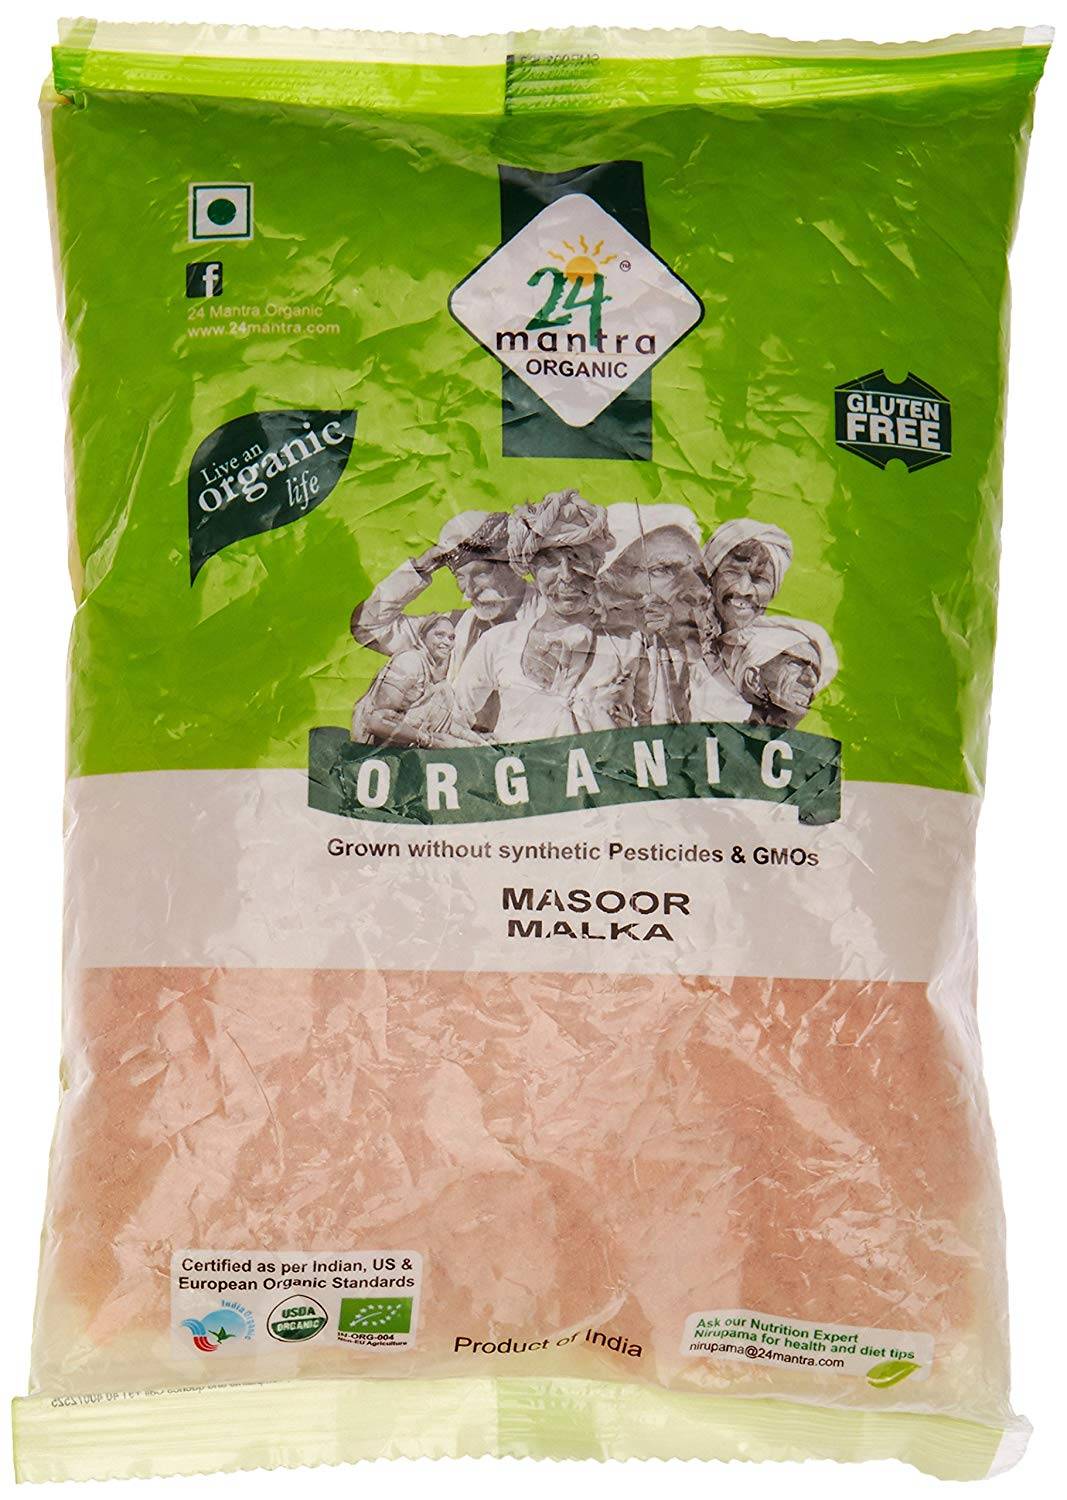 24
mantra
ORGANIC
24 Mantra Organic
www.24mantra.com
GLUTEN
FREE
Live an
organic
life
ORGANIC
Grown without synthetic Pesticides & GMOs
MASOOR
MALKA
Certified as per Indian, US &
European Organic Standards
India Organic
USDA
ORGANIC
IN-ORG-004
Non-EU Agriculture
Product of India
Ask our Nutrition Expert
Nirupama for health and diet tips
nirupama@24mantra.com